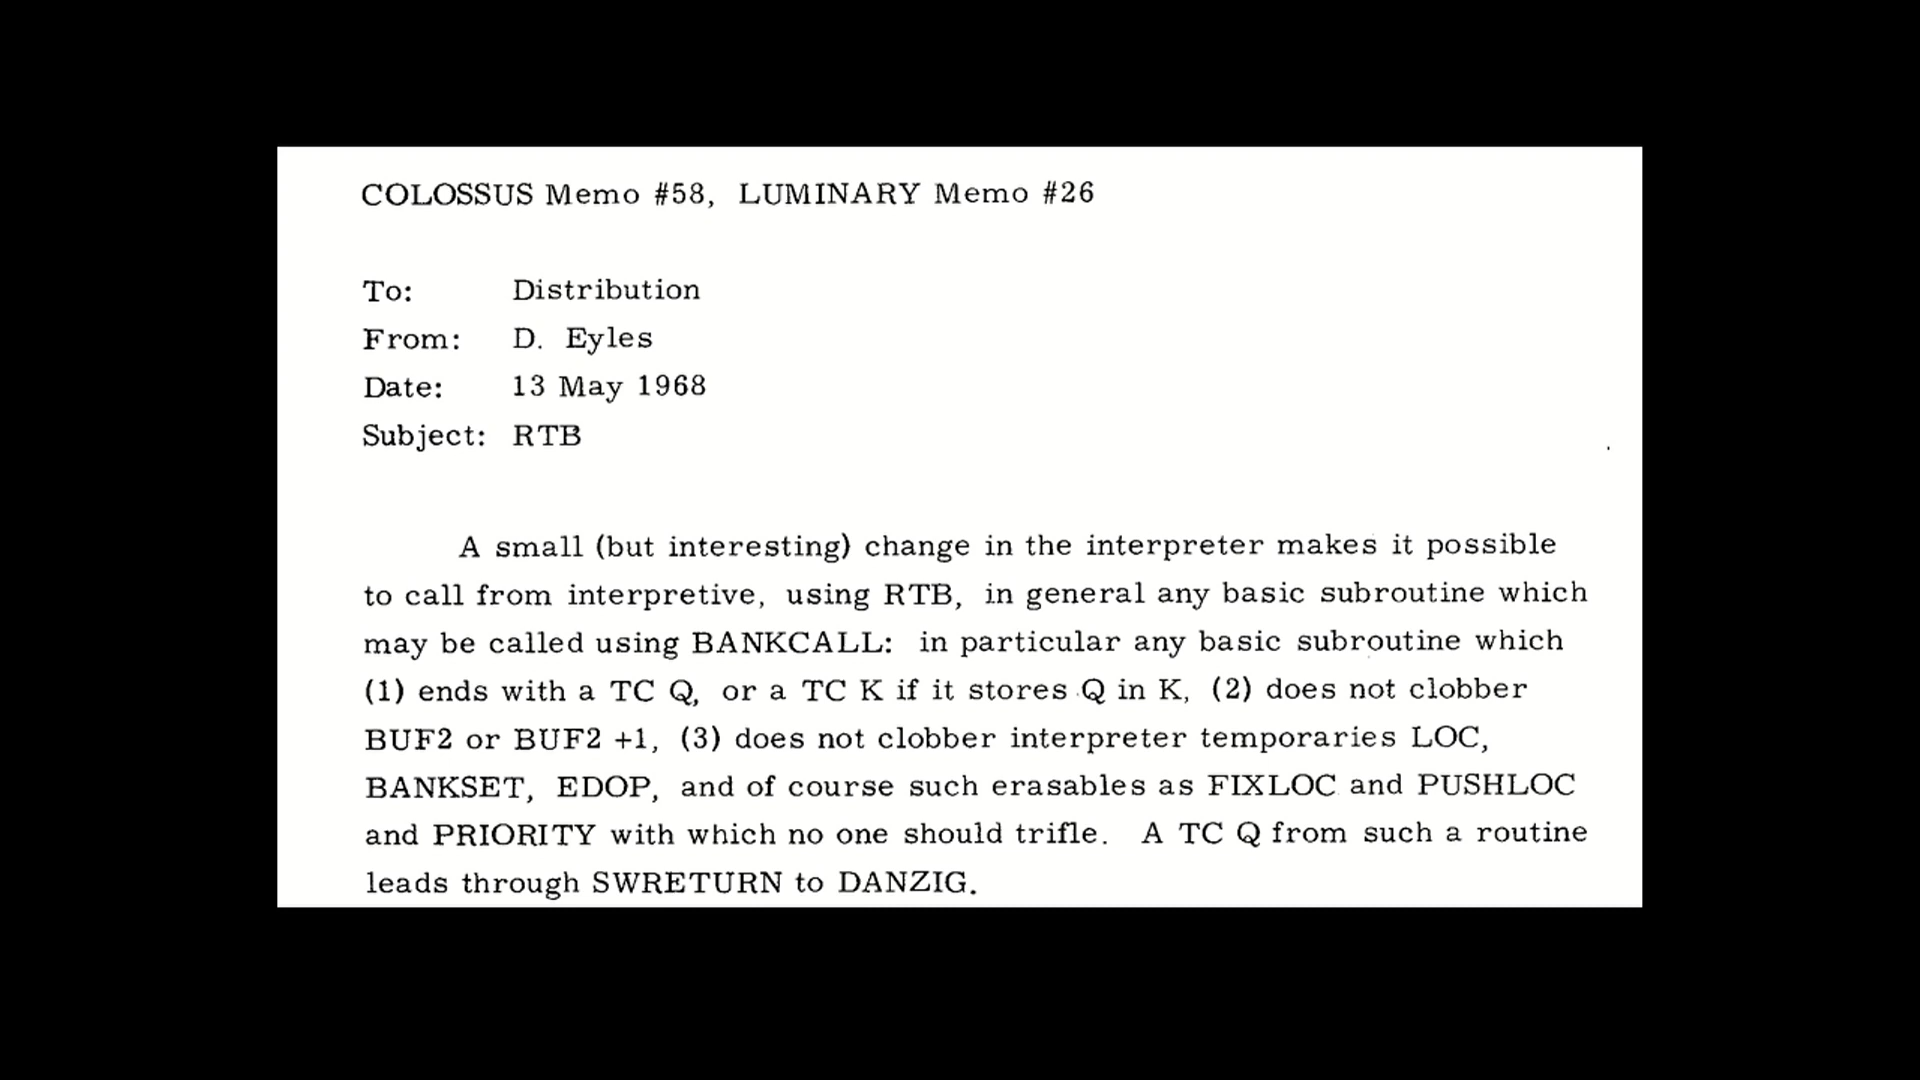 COLOSSUS Memo #58, LUMINARY Memo #26
To: Distribution
From: D. Eyles
Date: 13 May 1968
Subject: RTB
A small (but interesting) change in the interpreter makes it possible
to call from interpretive, using RTB, in general any basic subroutine which
may be called using BANKCALL: in particular any basic subroutine which
(1) ends with a TC Q, or a TC K if it stores Q in K, (2) does not clobber
BUF2 or BUF2 +1, (3) does not clobber interpreter temporaries LOC,
BANKSET, EDOP, and of course such erasables as FIXLOC and PUSHLOC
and PRIORITY with which no one should trifle. A TC Q from such a routine
leads through SWRETURN to DANZIG.